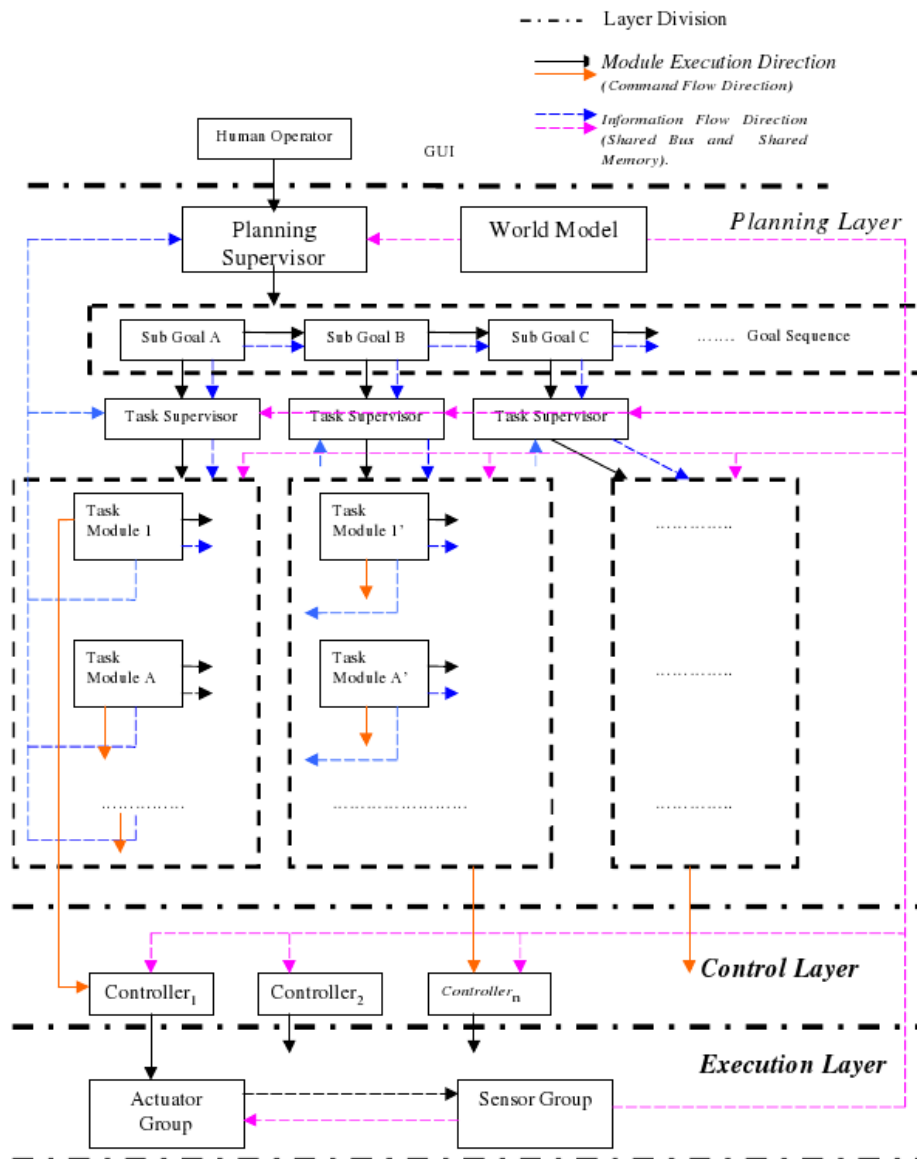 Layer Division
Module Execution Direction
(Command Flow Direction)
Information Flow Direction
(Shared Bus and Shared
Memory).
Human Operator
GUI
Planning
Supervisor
World Model
Planning Layer
Sub Goal A
Sub Goal B
Sub Goal C
....... Goal Sequence
Task Supervisor
Task Supervisor
Task Supervisor
Task
Module 1
Task
Module 1'
..............
Task
Module A
Task
Module A'
..............
...............
........................
..............
Control Layer
Controller1
Controller2
Controllern
Execution Layer
Actuator
Group
Sensor Group